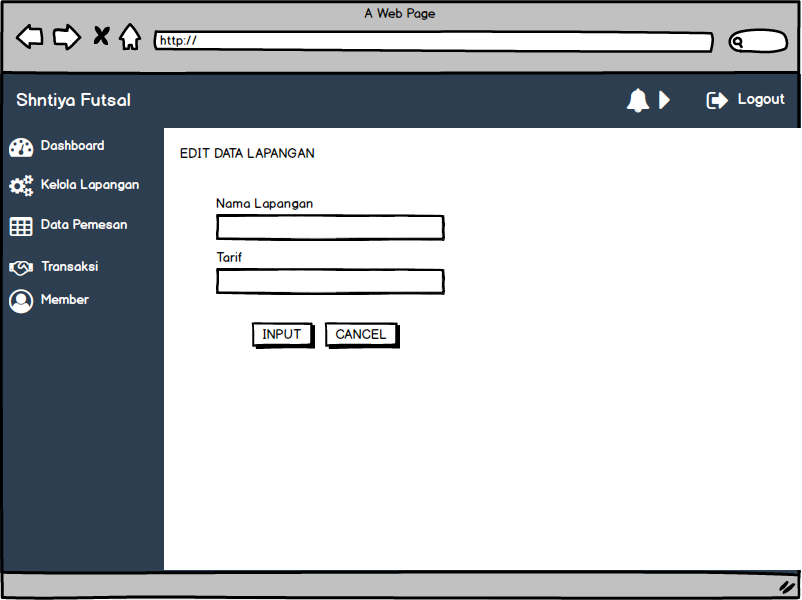 A Web Page
http://
Shntiya Futsal
Logout
Dashboard
Kelola Lapangan
Data Pemesan
Transaksi
Member
EDIT DATA LAPANGAN
Nama Lapangan
Tarif
INPUT
CANCEL